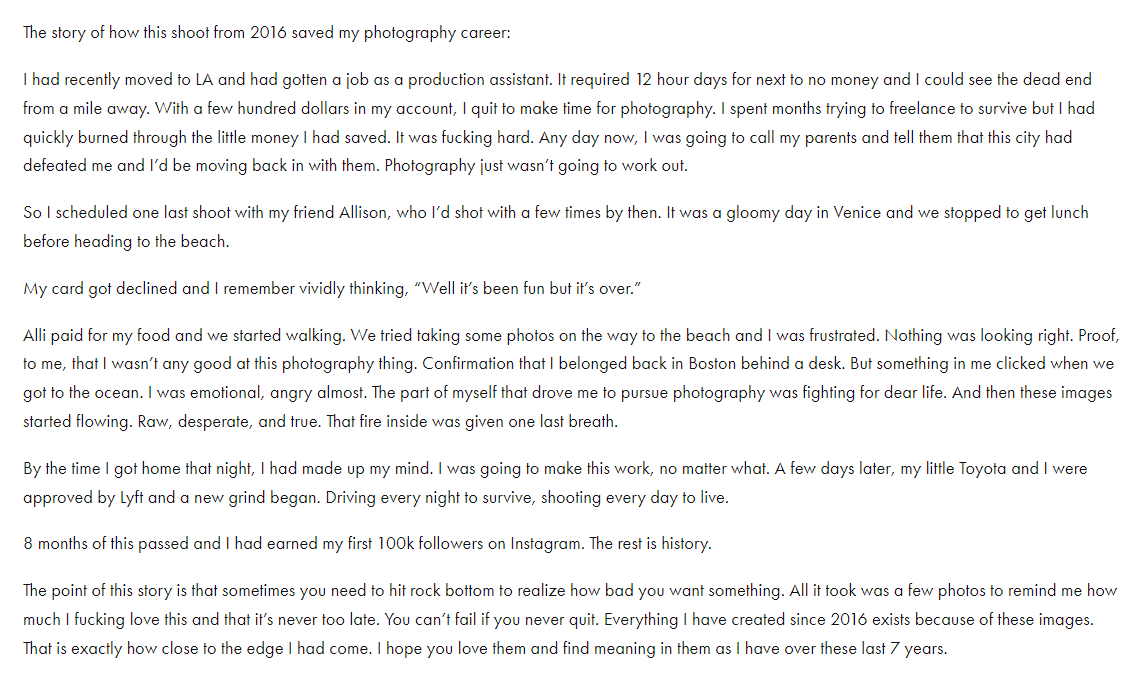 The story of how this shoot from 2016 saved my photography career:
I had recently moved to LA and had gotten a job as a production assistant. It required 12 hour days for next to no money and I could see the dead end
from a mile away. With a few hundred dollars in my account, I quit to make time for photography. I spent months trying to freelance to survive but I had
quickly burned through the little money I had saved. It was fucking hard. Any day now, I was going to call my parents and tell them that this city had
defeated me and I'd be moving back in with them. Photography just wasn't going to work out.
So I scheduled one last shoot with my friend Allison, who I'd shot with a few times by then. It was a gloomy day in Venice and we stopped to get lunch
before heading to the beach.
My card got declined and I remember vividly thinking, "Well it's been fun but it's over."
Alli paid for my food and we started walking. We tried taking some photos on the way to the beach and I was frustrated. Nothing was looking right. Proof,
to me, that I wasn't any good at this photography thing. Confirmation that I belonged back in Boston behind a desk. But something in me clicked when we
got to the ocean. I was emotional, angry almost. The part of myself that drove me to pursue photography was fighting for dear life. And then these images
started flowing. Raw, desperate, and true. That fire inside was given one last breath.
By the time I got home that night, I had made up my mind. I was going to make this work, no matter what. A few days later, my little Toyota and I were
approved by Lyft and a new grind began. Driving every night to survive, shooting every day to live.
8 months of this passed and I had earned my first 100k followers on Instagram. The rest is history.
The point of this story is that sometimes you need to hit rock bottom to realize how bad you want something. All it took was a few photos to remind me how
much I fucking love this and that it's never too late. You can't fail if you never quit. Everything I have created since 2016 exists because of these images.
That is exactly how close to the edge I had come. I hope you love them and find meaning in them as I have over these last 7 years.